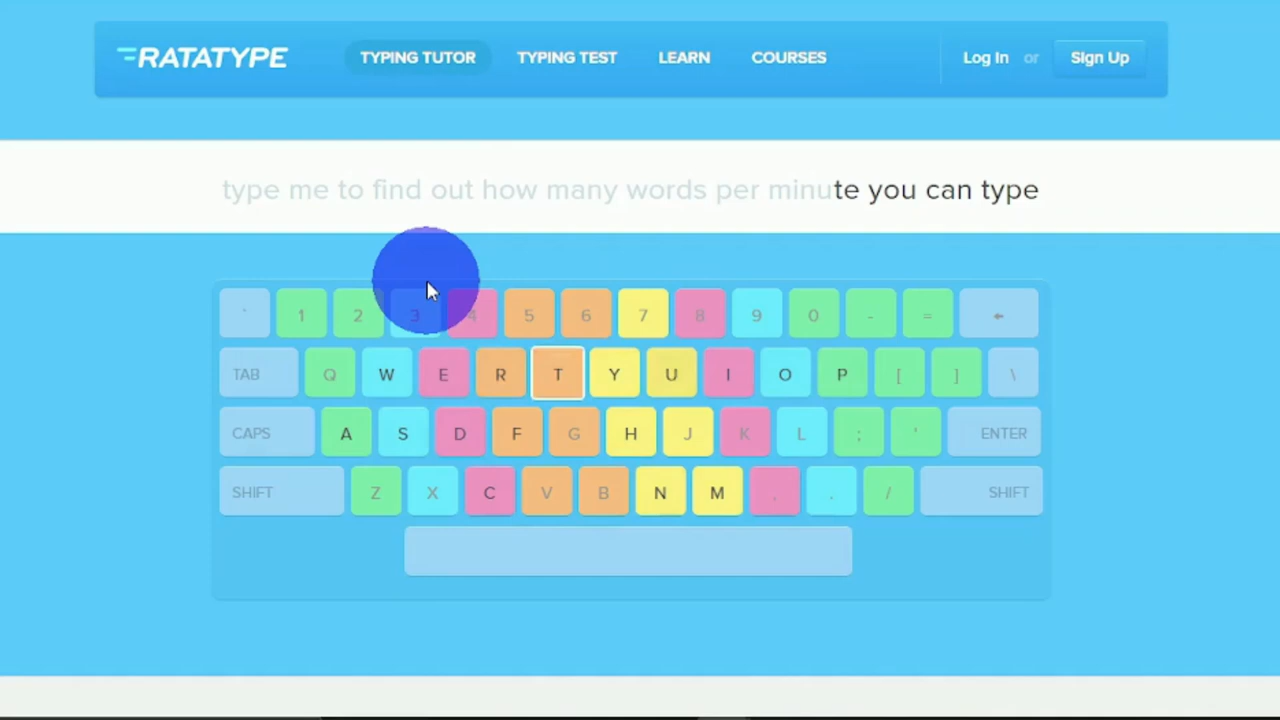 RATATYPE TYPING TUTOR TYPING TEST LEARN COURSES Log In or Sign Up
type me to find out how many words per minute you can type
` 1 2 3 4 5 6 7 8 9 0 - = ←
TAB Q W E R T Y U I O P [ ] \
CAPS A S D F G H J K L ; ' ENTER
SHIFT Z X C V B N M , . / SHIFT